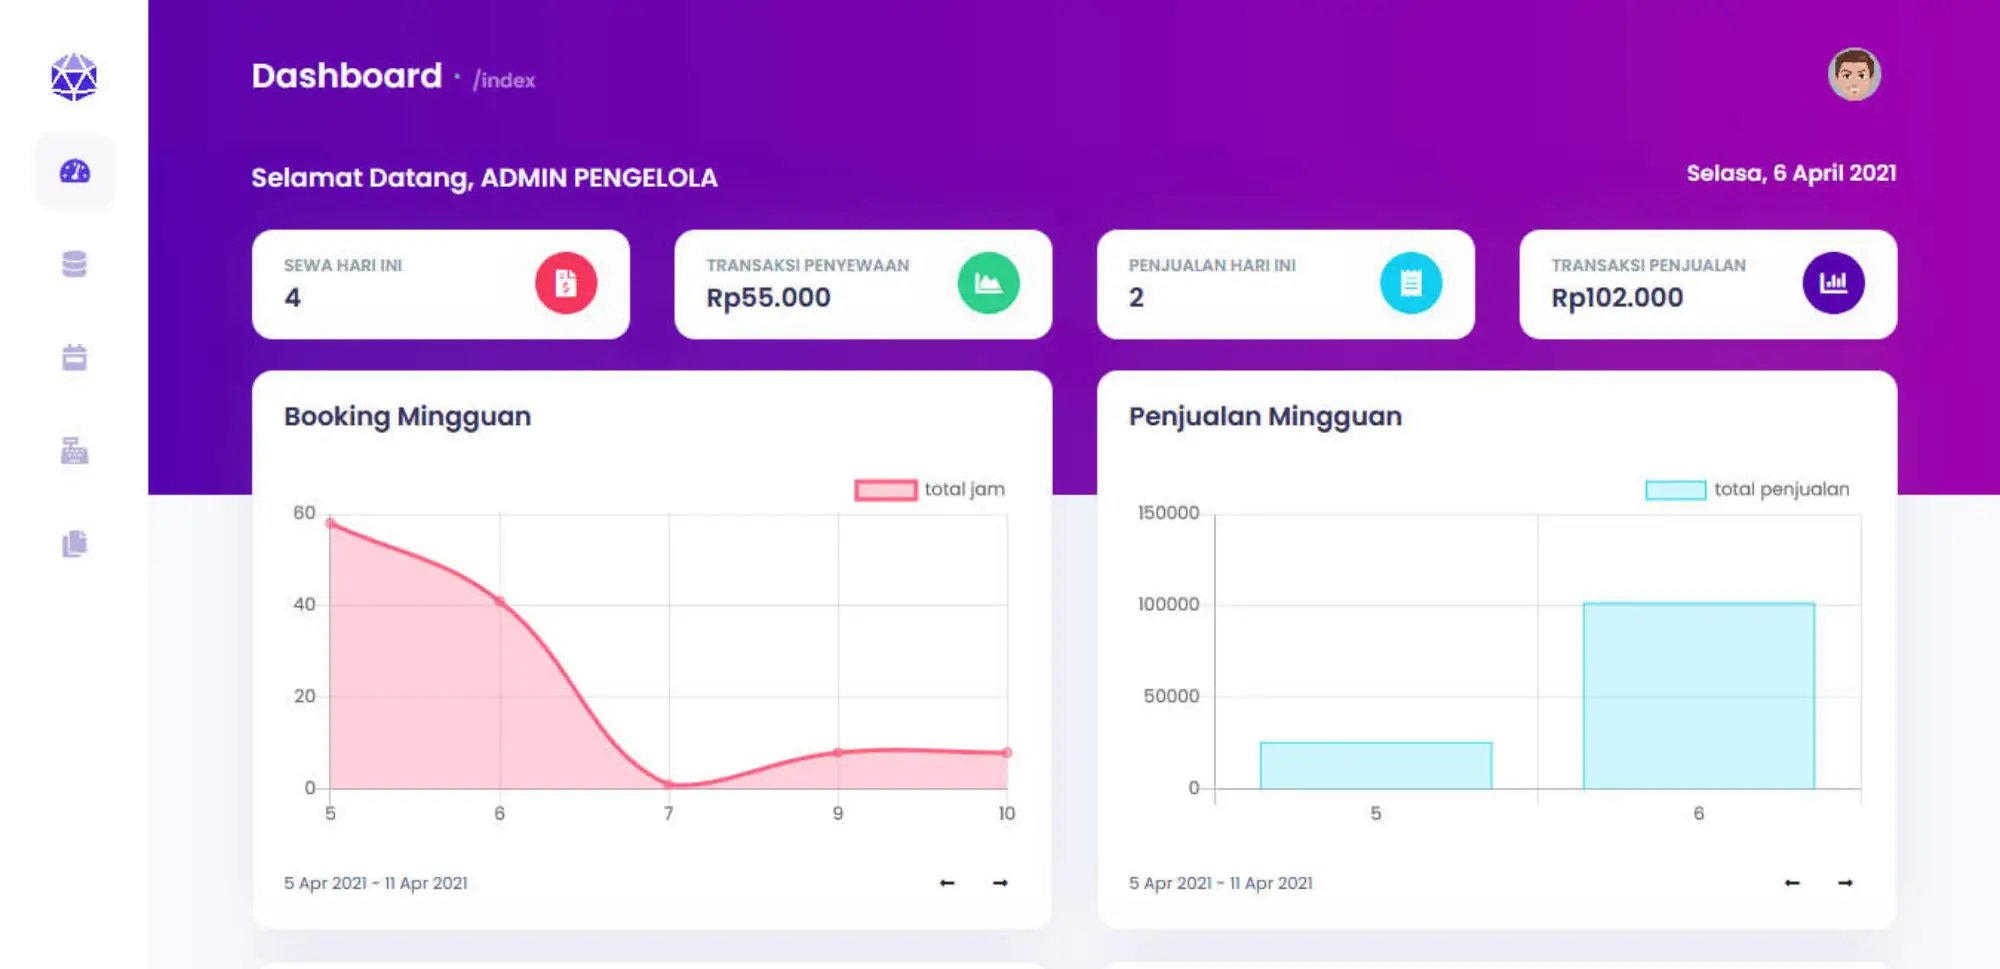 Dashboard · /index
Selamat Datang, ADMIN PENGELOLA
Selasa, 6 April 2021
SEWA HARI INI
4
TRANSAKSI PENYEWAAN
Rp55.000
PENJUALAN HARI INI
2
TRANSAKSI PENJUALAN
Rp102.000
Booking Mingguan
total jam
60
40
20
0
5 6 7 9 10
5 Apr 2021 - 11 Apr 2021
Penjualan Mingguan
total penjualan
150000
100000
50000
0
5 6
5 Apr 2021 - 11 Apr 2021